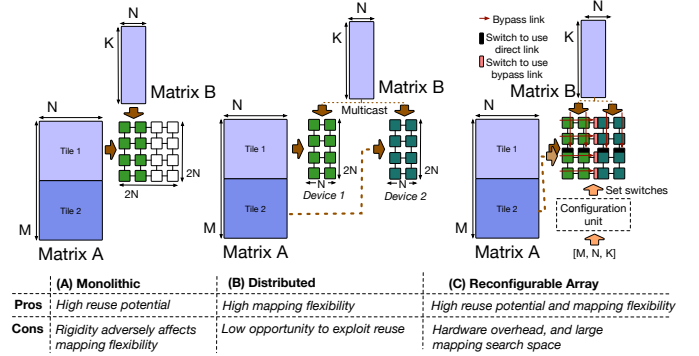 N
K
Matrix B
N
M
Tile 1
Tile 2
2N
2N
Matrix A
N
K
Matrix B
Multicast
N
M
Tile 1
Tile 2
2N
2N
N
N
Device 1
Device 2
Matrix A
Bypass link
Switch to use
direct link
Switch to use
bypass link
N
K
Matrix B
N
M
Tile 1
Tile 2
Matrix A
Set switches
Configuration
unit
[M, N, K]
(A) Monolithic
(B) Distributed
(C) Reconfigurable Array
Pros
High reuse potential
High mapping flexibility
High reuse potential and mapping flexibility
Cons
Rigidity adversely affects
mapping flexibility
Low opportunity to exploit reuse
Hardware overhead, and large
mapping search space